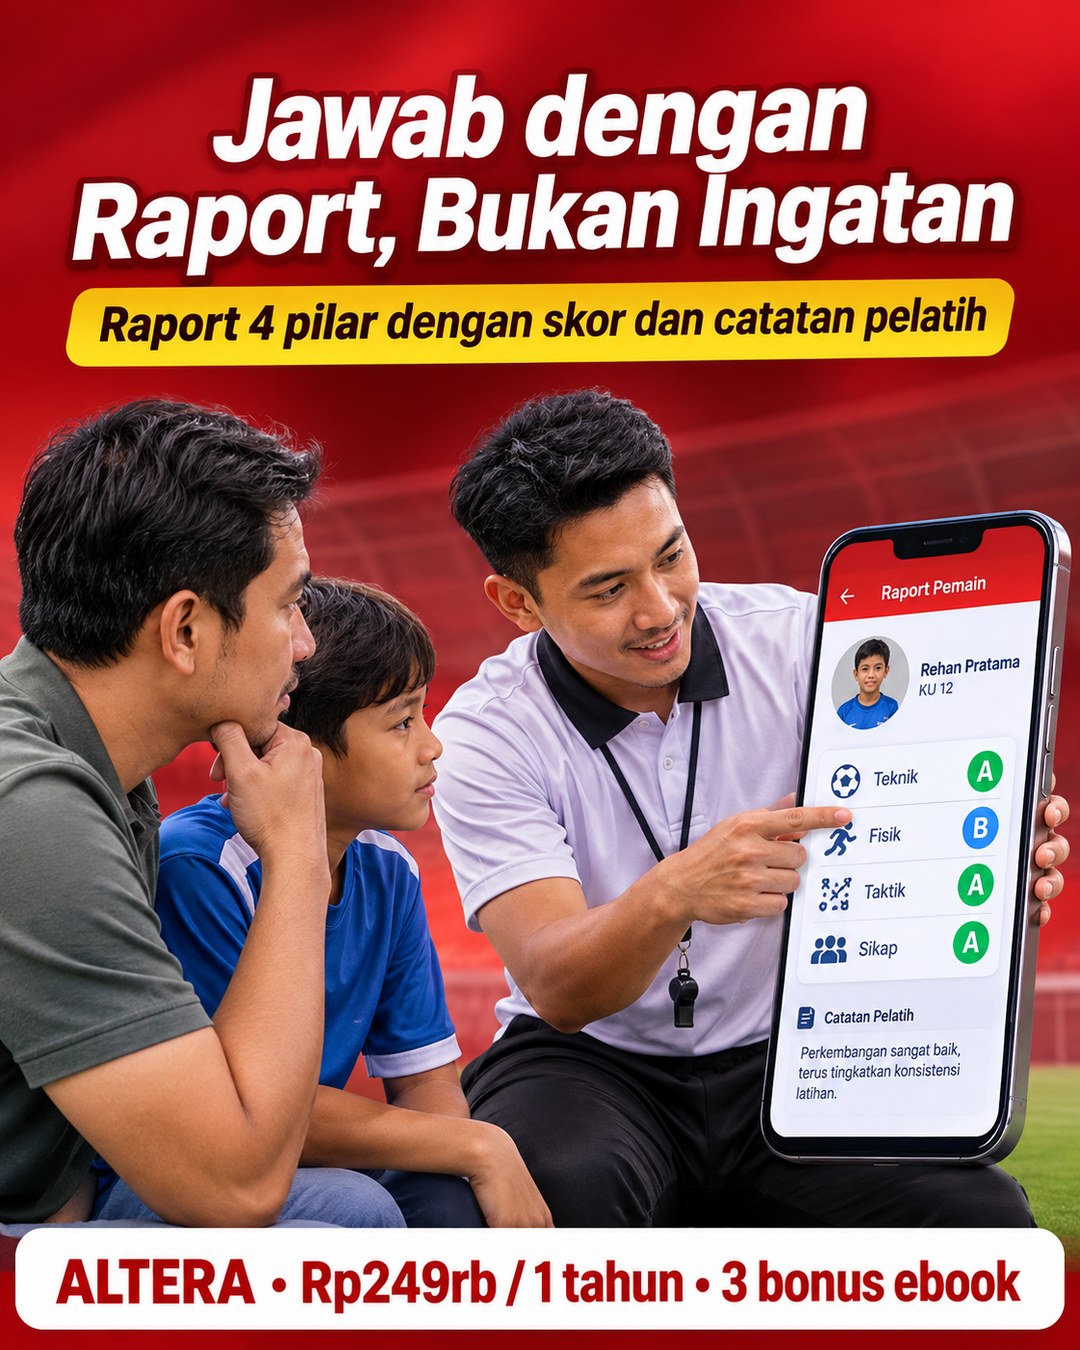 Jawab dengan
Raport, Bukan Ingatan
Raport 4 pilar dengan skor dan catatan pelatih
Raport Pemain
Rehan Pratama
KU 12
Teknik A
Fisik B
Taktik A
Sikap A
Catatan Pelatih
Perkembangan sangat baik,
terus tingkatkan konsistensi
latihan.
ALTERA • Rp249rb / 1 tahun • 3 bonus ebook